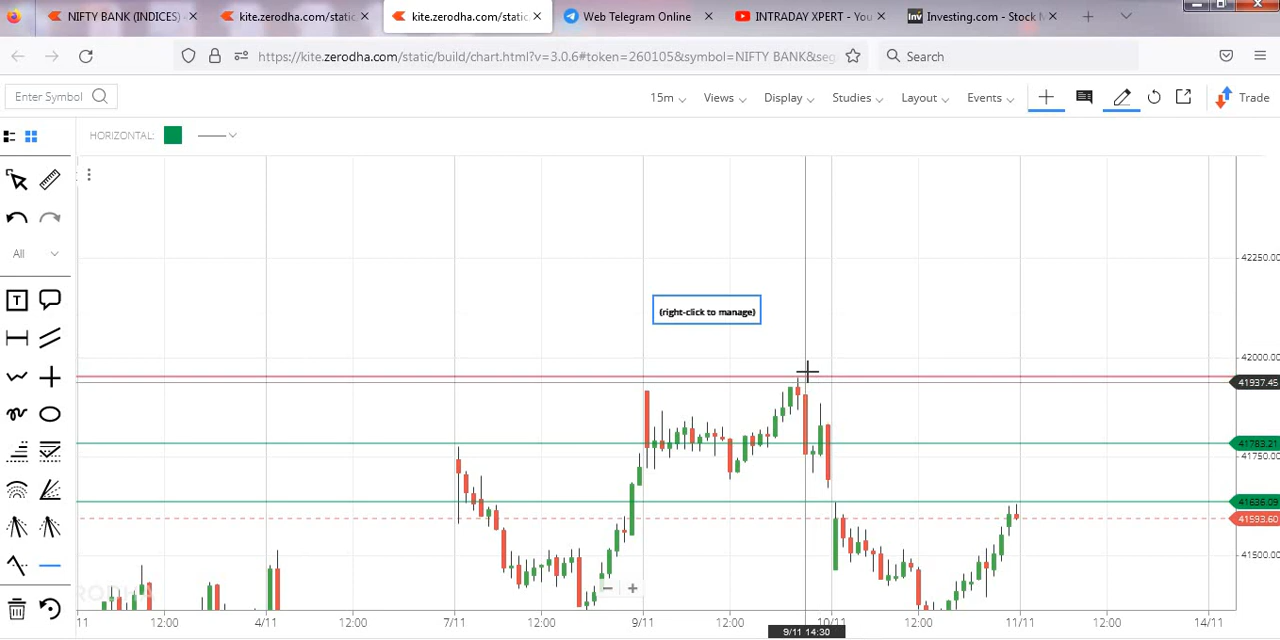 NIFTY BANK (INDICES) × kite.zerodha.com/static. × kite.zerodha.com/static. × Web Telegram Online × INTRADAY XPERT - You × Investing.com - Stock M ×
https://kite.zerodha.com/static/build/chart.html?v=3.0.6#token=260105&symbol=NIFTY BANK&seg Search
Enter Symbol 15m Views Display Studies Layout Events Trade
HORIZONTAL:
All
T
42250.00
(right-click to manage)
42000.00
41937.45
41783.21
41750.00
41636.09
41593.60
41500.00
11 12:00 4/11 12:00 7/11 12:00 9/11 12:00 10/11 12:00 11/11 12:00 14/11
9/11 14:30